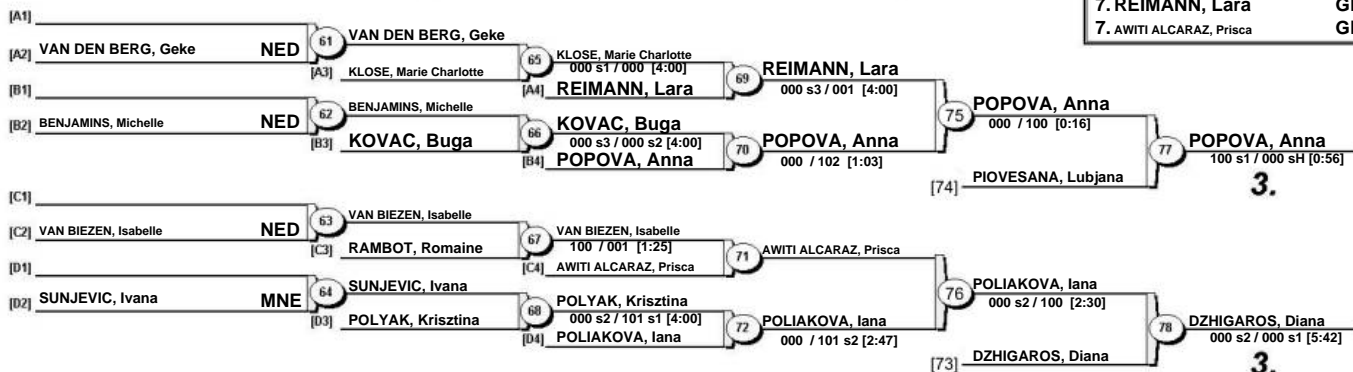 7. REIMANN, Lara
7. AWITI ALCARAZ, Prisca
[A1]
[A2] VAN DEN BERG, Geke NED
61
VAN DEN BERG, Geke
[A3] KLOSE, Marie Charlotte
65
KLOSE, Marie Charlotte
000 s1 / 000 [4:00]
[A4] REIMANN, Lara
69
REIMANN, Lara
000 s3 / 001 [4:00]
[B1]
[B2] BENJAMINS, Michelle NED
62
BENJAMINS, Michelle
[B3] KOVAC, Buga
66
KOVAC, Buga
000 s3 / 000 s2 [4:00]
[B4] POPOVA, Anna
70
POPOVA, Anna
000 / 102 [1:03]
75
POPOVA, Anna
000 / 100 [0:16]
[74] PIOVESANA, Lubjana
77
POPOVA, Anna
100 s1 / 000 sH [0:56]
3.
[C1]
[C2] VAN BIEZEN, Isabelle NED
63
VAN BIEZEN, Isabelle
[C3] RAMBOT, Romaine
67
VAN BIEZEN, Isabelle
100 / 001 [1:25]
[C4] AWITI ALCARAZ, Prisca
71
AWITI ALCARAZ, Prisca
[D1]
[D2] SUNJEVIC, Ivana MNE
64
SUNJEVIC, Ivana
[D3] POLYAK, Krisztina
68
POLYAK, Krisztina
000 s2 / 101 s1 [4:00]
[D4] POLIAKOVA, Iana
72
POLIAKOVA, Iana
000 / 101 s2 [2:47]
76
POLIAKOVA, Iana
000 s2 / 100 [2:30]
[73] DZHIGAROS, Diana
78
DZHIGAROS, Diana
000 s2 / 000 s1 [5:42]
3.